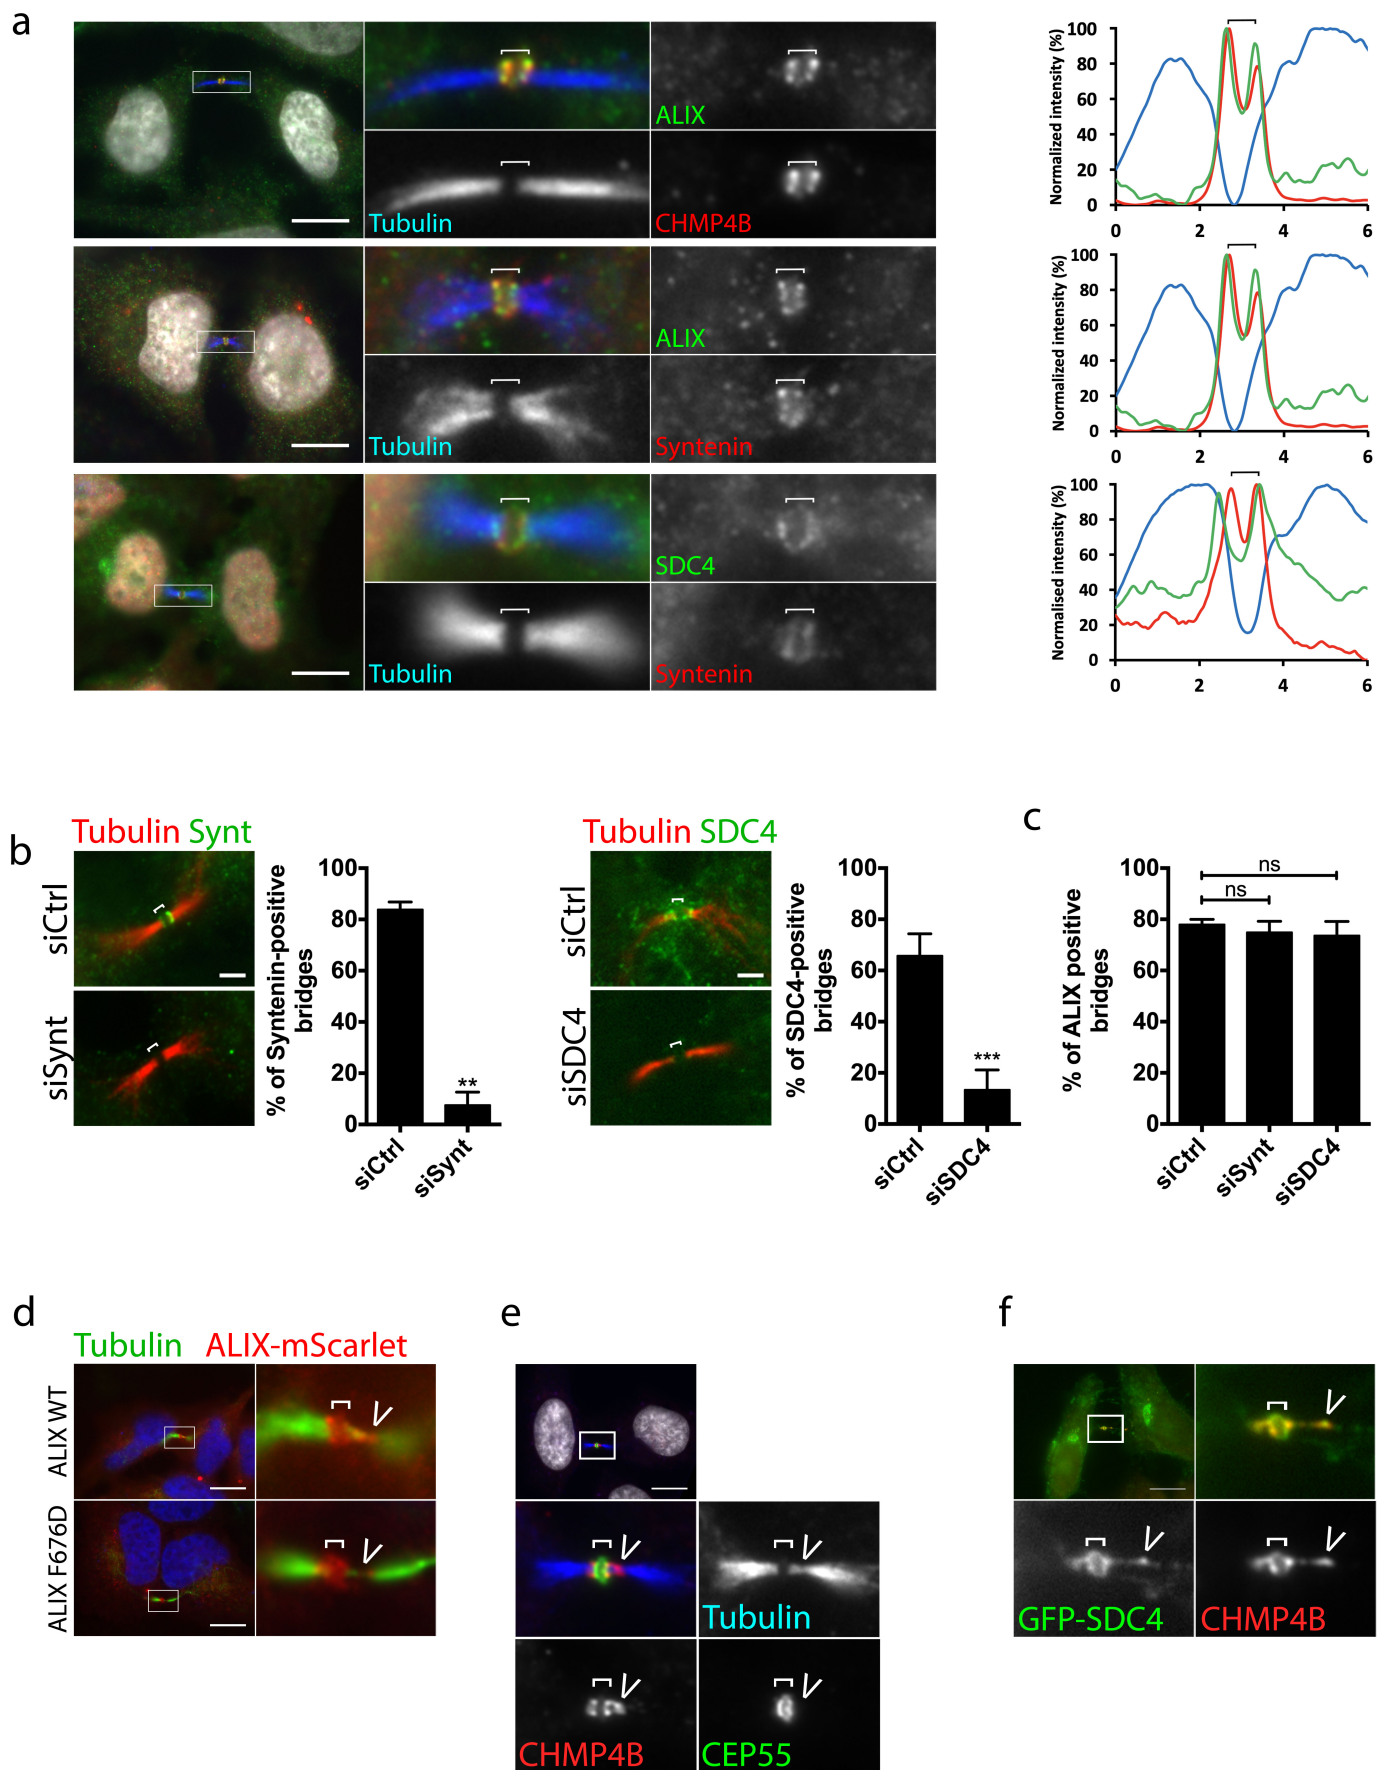 a
ALIX
Tubulin
CHMP4B
ALIX
Tubulin
Syntenin
SDC4
Tubulin
Syntenin
Normalized intensity (%)
100
80
60
40
20
0
0 2 4 6
Normalized intensity (%)
100
80
60
40
20
0
0 2 4 6
Normalised intensity (%)
100
80
60
40
20
0
0 2 4 6
b
Tubulin Synt
siCtrl
siSynt
% of Syntenin-positive
bridges
100
80
60
40
20
0
**
siCtrl
siSynt
Tubulin SDC4
siCtrl
siSDC4
% of SDC4-positive
bridges
100
80
60
40
20
0
***
siCtrl
siSDC4
c
% of ALIX positive
bridges
100
80
60
40
20
0
ns
ns
siCtrl
siSynt
siSDC4
d
Tubulin ALIX-mScarlet
ALIX WT
ALIX F676D
e
Tubulin
CHMP4B
CEP55
f
GFP-SDC4
CHMP4B